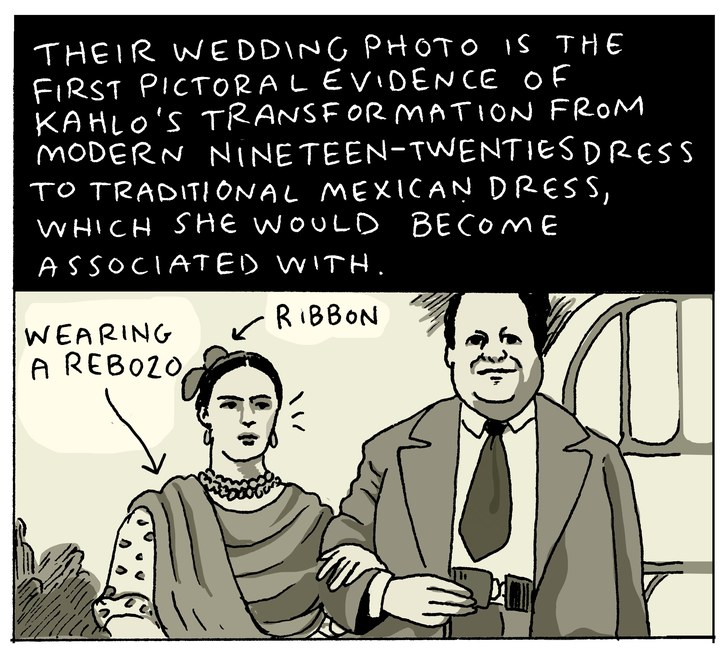 THEIR WEDDING PHOTO IS THE
FIRST PICTORAL EVIDENCE OF
KAHLO'S TRANSFORMATION FROM
MODERN NINETEEN-TWENTIES DRESS
TO TRADITIONAL MEXICAN DRESS,
WHICH SHE WOULD BECOME
ASSOCIATED WITH.
RIBBON
WEARING
A REBOZO